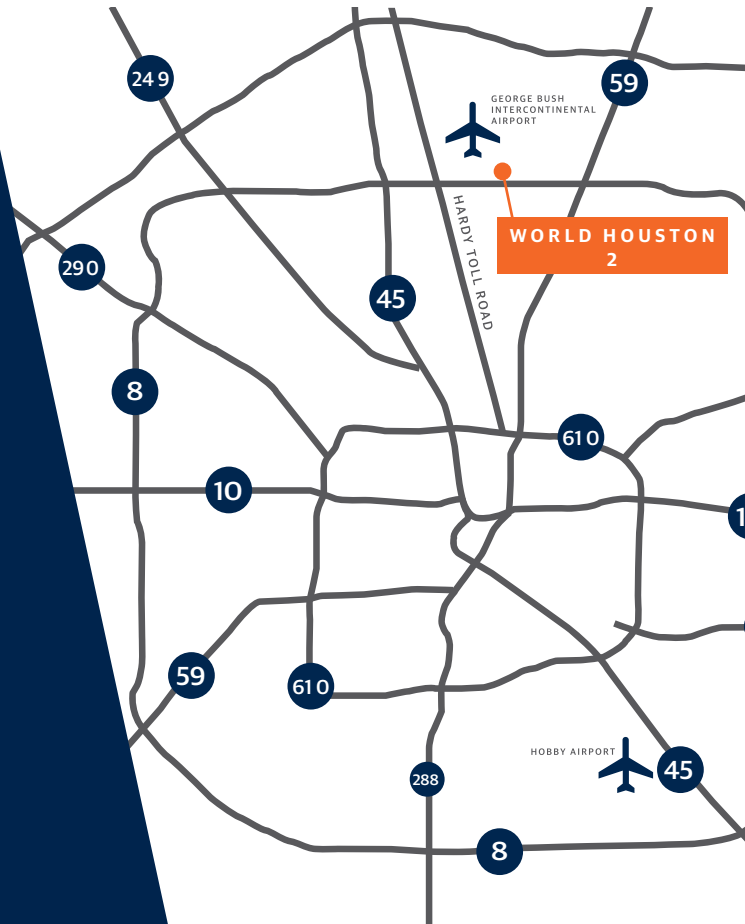 249
59
GEORGE BUSH
INTERCONTINENTAL
AIRPORT
HARDY TOLL ROAD
WORLD HOUSTON
2
290
45
8
610
10
59
610
HOBBY AIRPORT
45
288
8